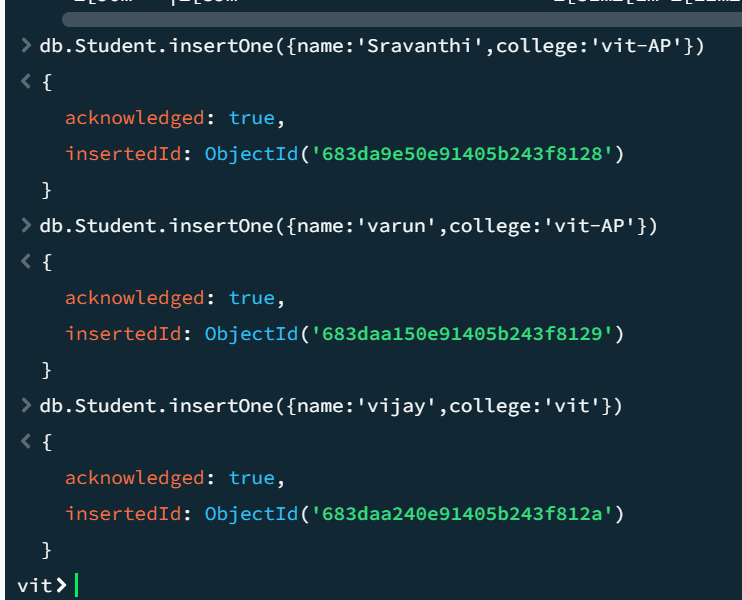 > db.Student.insertOne({name:'Sravanthi',college:'vit-AP'})
< {
acknowledged: true,
insertedId: ObjectId('683da9e50e91405b243f8128')
}
> db.Student.insertOne({name:'varun',college:'vit-AP'})
< {
acknowledged: true,
insertedId: ObjectId('683daa150e91405b243f8129')
}
> db.Student.insertOne({name:'vijay',college:'vit'})
< {
acknowledged: true,
insertedId: ObjectId('683daa240e91405b243f812a')
}
vit>